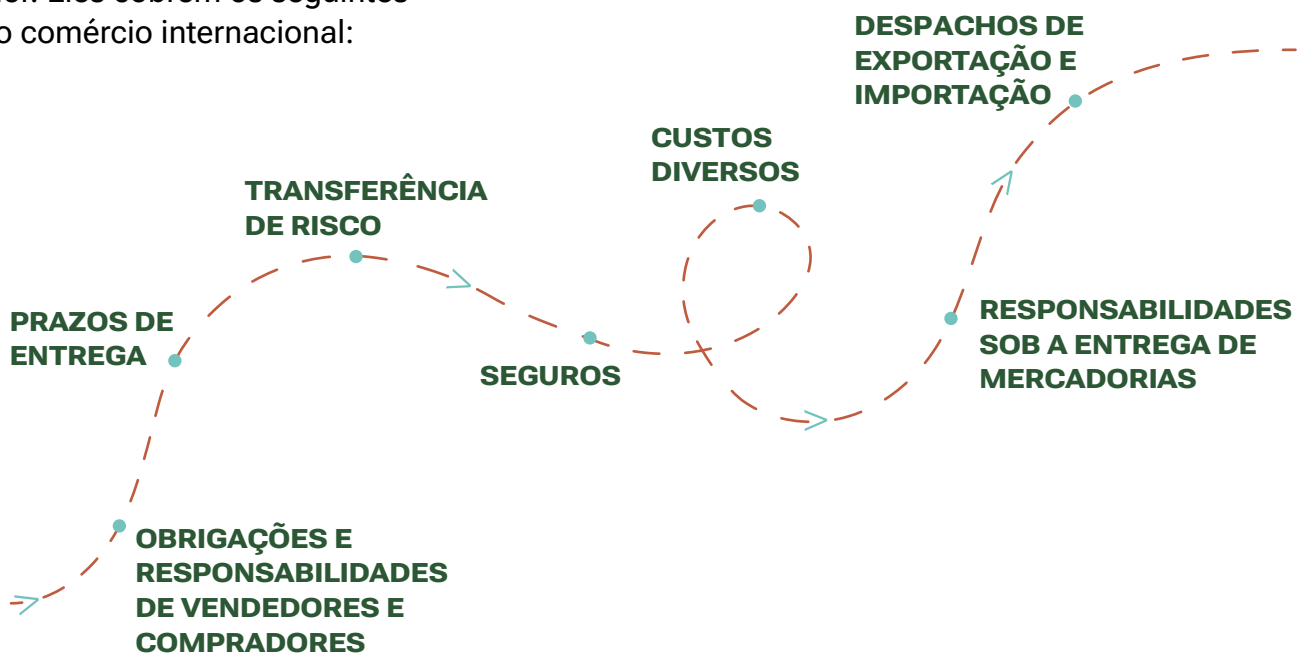 o comércio internacional:
DESPACHOS DE
EXPORTAÇÃO E
IMPORTAÇÃO
CUSTOS
DIVERSOS
TRANSFERÊNCIA
DE RISCO
PRAZOS DE
ENTREGA
SEGUROS
RESPONSABILIDADES
SOB A ENTREGA DE
MERCADORIAS
OBRIGAÇÕES E
RESPONSABILIDADES
DE VENDEDORES E
COMPRADORES